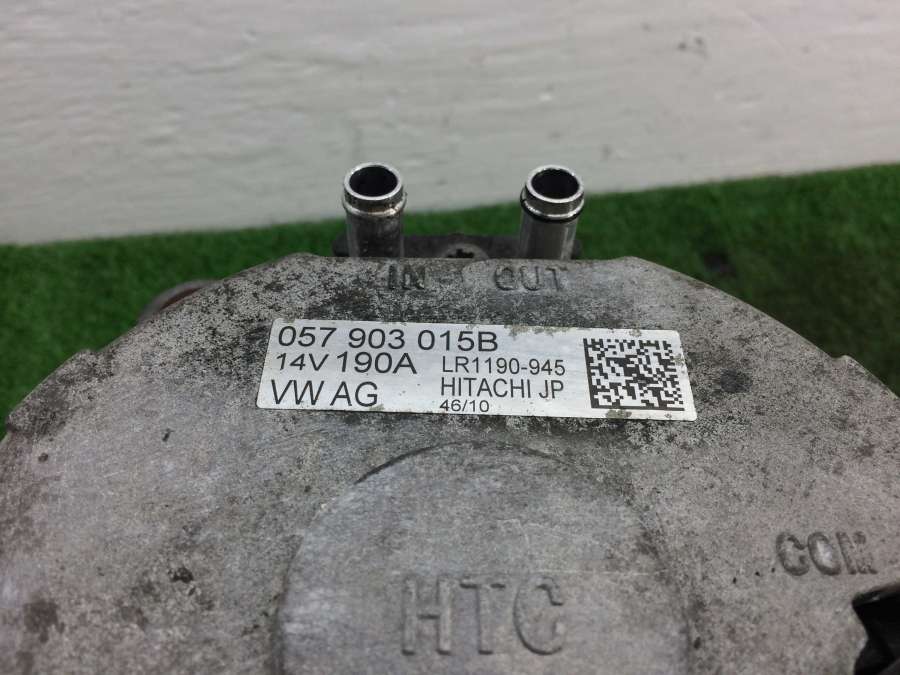 IN OUT
057 903 015B
14V 190A LR1190-945
VW AG HITACHI JP
46/10
COM
HTC